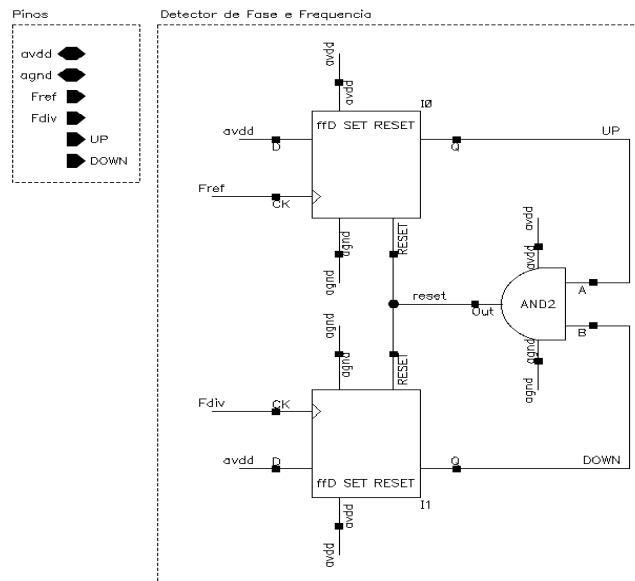 Pinos
avdd
agnd
Fref
Fdiv
UP
DOWN
Detector de Fase e Frequencia
avdd
avdd
I0
ffD SET RESET
avdd
D
Q
UP
Fref
CK
agnd
RESET
agnd
avdd
avdd
A
AND2
reset
Out
B
agnd
agnd
agnd
agnd
RESET
Fdiv
CK
avdd
D
Q
DOWN
ffD SET RESET
I1
avdd
avdd